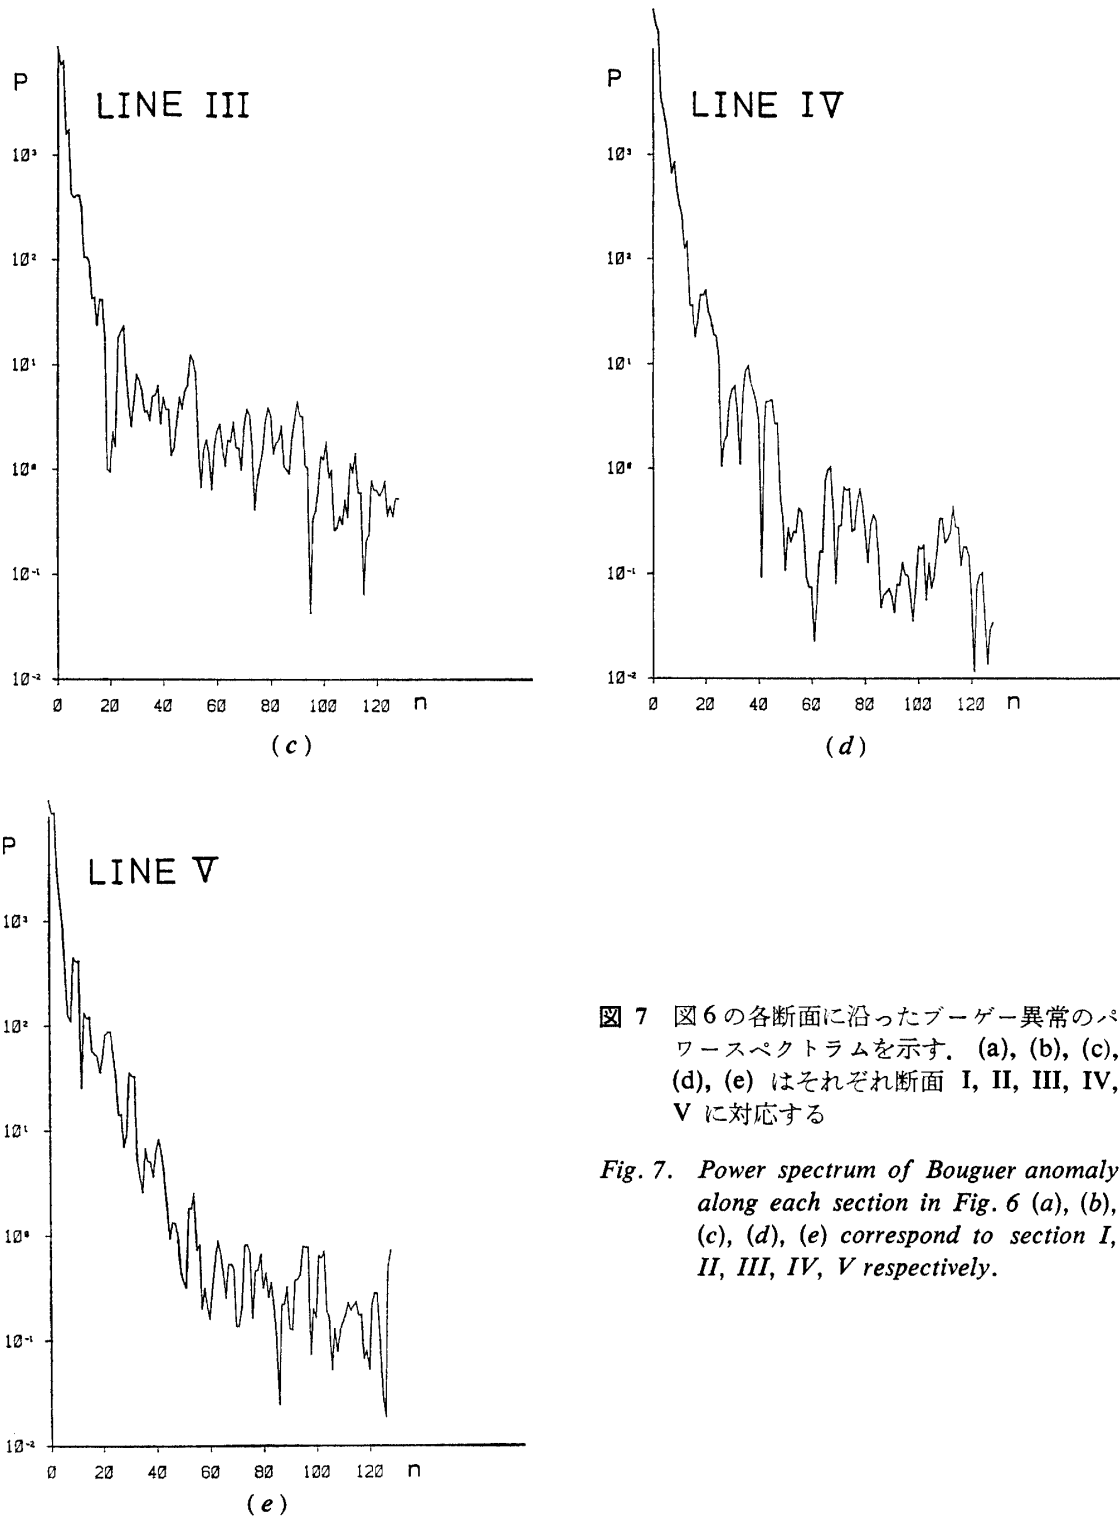 P
LINE III
10³
10²
10¹
10⁰
10⁻¹
10⁻²
0 20 40 60 80 100 120 n
(c)
P
LINE IV
10³
10²
10¹
10⁰
10⁻¹
10⁻²
0 20 40 60 80 100 120 n
(d)
P
LINE V
10³
10²
10¹
10⁰
10⁻¹
10⁻²
0 20 40 60 80 100 120 n
(e)
図 7 図6の各断面に沿ったブーゲー異常のパ
ワースペクトラムを示す. (a), (b), (c),
(d), (e) はそれぞれ断面 I, II, III, IV,
V に対応する
Fig. 7. Power spectrum of Bouguer anomaly
along each section in Fig. 6 (a), (b),
(c), (d), (e) correspond to section I,
II, III, IV, V respectively.